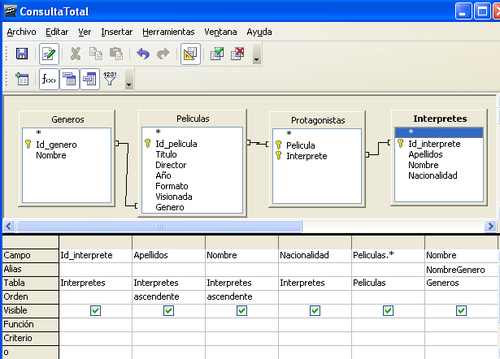 ConsultaTotal
Archivo Editar Ver Insertar Herramientas Ventana Ayuda
f(x) 123!
Generos
*
Id_genero
Nombre
Peliculas
*
Id_pelicula
Título
Director
Año
Formato
Visionada
Genero
Protagonistas
*
Pelicula
Interprete
Interpretes
*
Id_interprete
Apellidos
Nombre
Nacionalidad
Campo Id_interprete Apellidos Nombre Nacionalidad Peliculas.* Nombre
Alias NombreGenero
Tabla Interpretes Interpretes Interpretes Interpretes Peliculas Generos
Orden ascendente ascendente
Visible
Función
Criterio
o